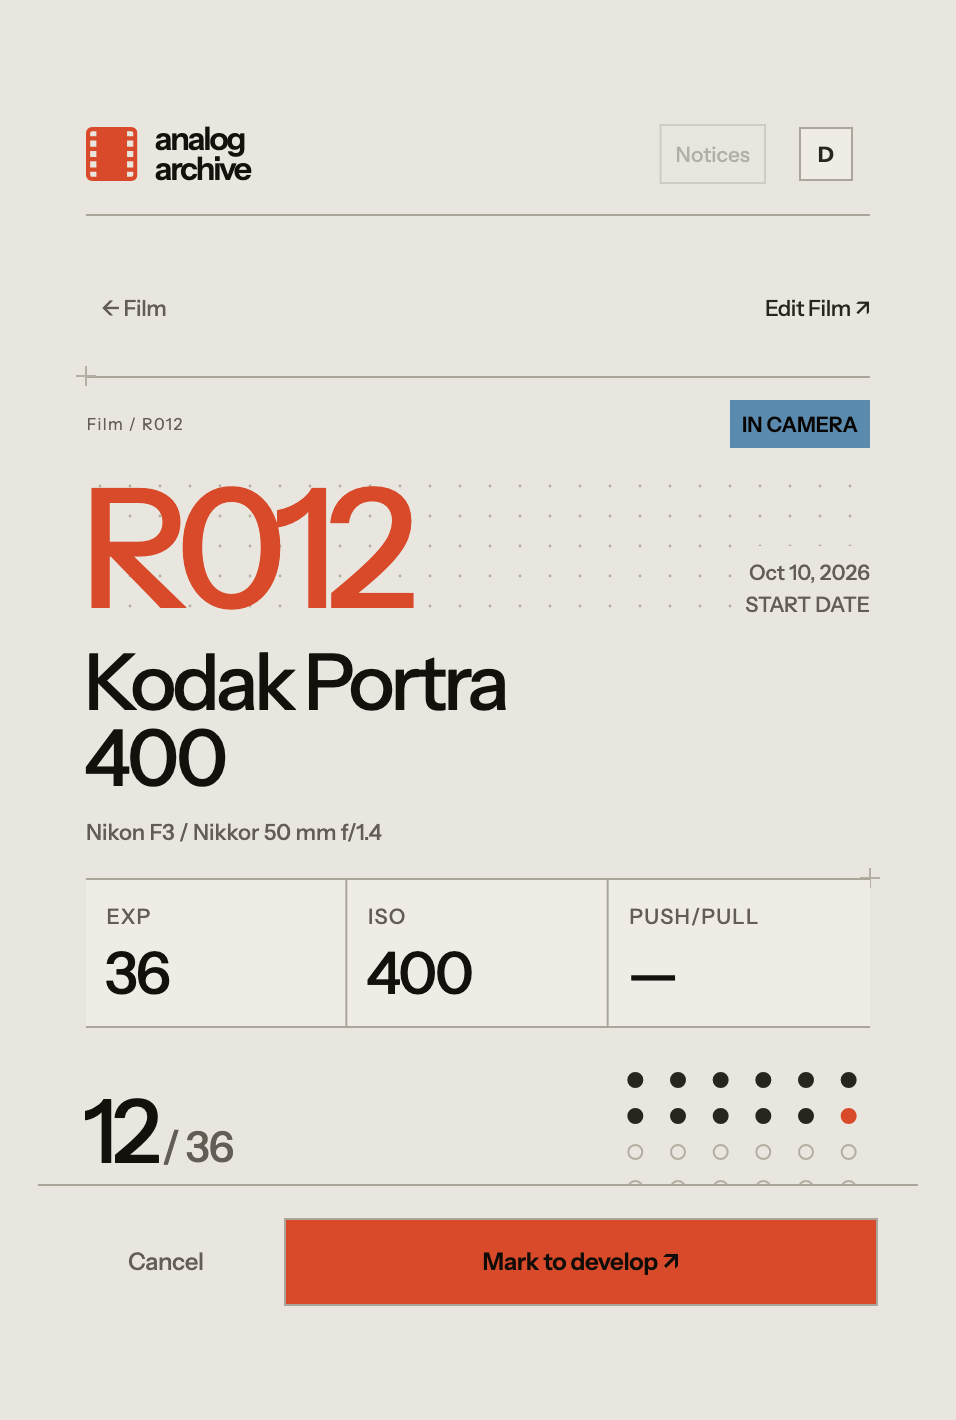 analog
archive
Notices
D
← Film
Edit Film ↗
Film / R012
IN CAMERA
R012
Oct 10, 2026
START DATE
Kodak Portra
400
Nikon F3 / Nikkor 50 mm f/1.4
EXP
ISO
PUSH/PULL
36
400
—
12 / 36
Cancel
Mark to develop ↗